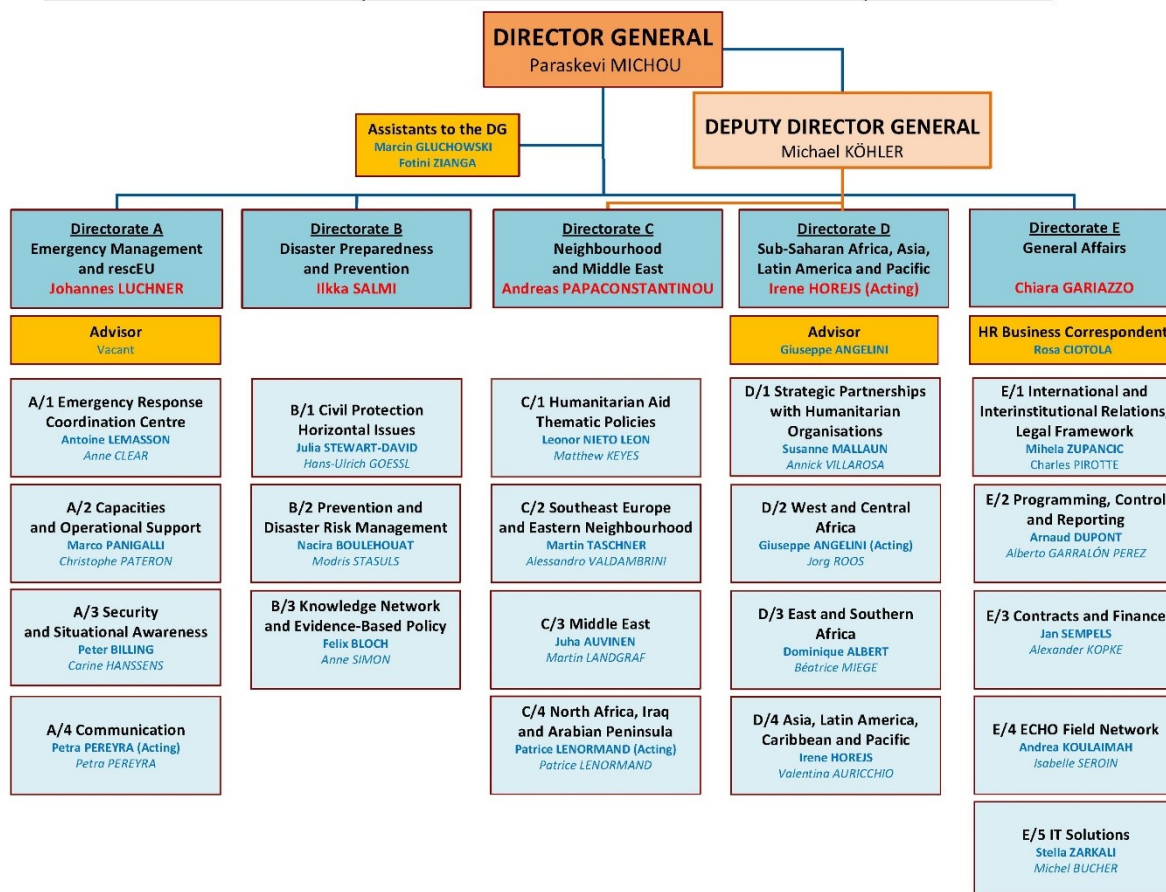 DIRECTOR GENERAL
Paraskevi MICHOU
Assistants to the DG
Marcin GLUCHOWSKI
Fotini ZIANGA
DEPUTY DIRECTOR GENERAL
Michael KÖHLER
Directorate A
Emergency Management
and rescEU
Johannes LUCHNER
Directorate B
Disaster Preparedness
and Prevention
Ilkka SALMI
Directorate C
Neighbourhood
and Middle East
Andreas PAPACONSTANTINOU
Directorate D
Sub-Saharan Africa, Asia,
Latin America and Pacific
Irene HOREJS (Acting)
Directorate E
General Affairs
Chiara GARIAZZO
Advisor
Vacant
Advisor
Giuseppe ANGELINI
HR Business Correspondent
Rosa CIOTOLA
A/1 Emergency Response
Coordination Centre
Antoine LEMASSON
Anne CLEAR
B/1 Civil Protection
Horizontal Issues
Julia STEWART-DAVID
Hans-Ulrich GOESSL
C/1 Humanitarian Aid
Thematic Policies
Leonor NIETO LEON
Matthew KEYES
D/1 Strategic Partnerships
with Humanitarian
Organisations
Susanne MALLAUN
Annick VILLAROSA
E/1 International and
Interinstitutional Relations,
Legal Framework
Mihela ZUPANCIC
Charles PIROTTE
A/2 Capacities
and Operational Support
Marco PANIGALLI
Christophe PATERON
B/2 Prevention and
Disaster Risk Management
Nacira BOULEHOUAT
Modris STASULS
C/2 Southeast Europe
and Eastern Neighbourhood
Martin TASCHNER
Alessandro VALDAMBRINI
D/2 West and Central
Africa
Giuseppe ANGELINI (Acting)
Jorg ROOS
E/2 Programming, Control
and Reporting
Arnaud DUPONT
Alberto GARRALÓN PEREZ
A/3 Security
and Situational Awareness
Peter BILLING
Carine HANSSENS
B/3 Knowledge Network
and Evidence-Based Policy
Felix BLOCH
Anne SIMON
C/3 Middle East
Juha AUVINEN
Martin LANDGRAF
D/3 East and Southern
Africa
Dominique ALBERT
Béatrice MIEGE
E/3 Contracts and Finance
Jan SEMPELS
Alexander KOPKE
A/4 Communication
Petra PEREYRA (Acting)
Petra PEREYRA
C/4 North Africa, Iraq
and Arabian Peninsula
Patrice LENORMAND (Acting)
Patrice LENORMAND
D/4 Asia, Latin America,
Caribbean and Pacific
Irene HOREJS
Valentina AURICCHIO
E/4 ECHO Field Network
Andrea KOULAIMAH
Isabelle SEROIN
E/5 IT Solutions
Stella ZARKALI
Michel BUCHER